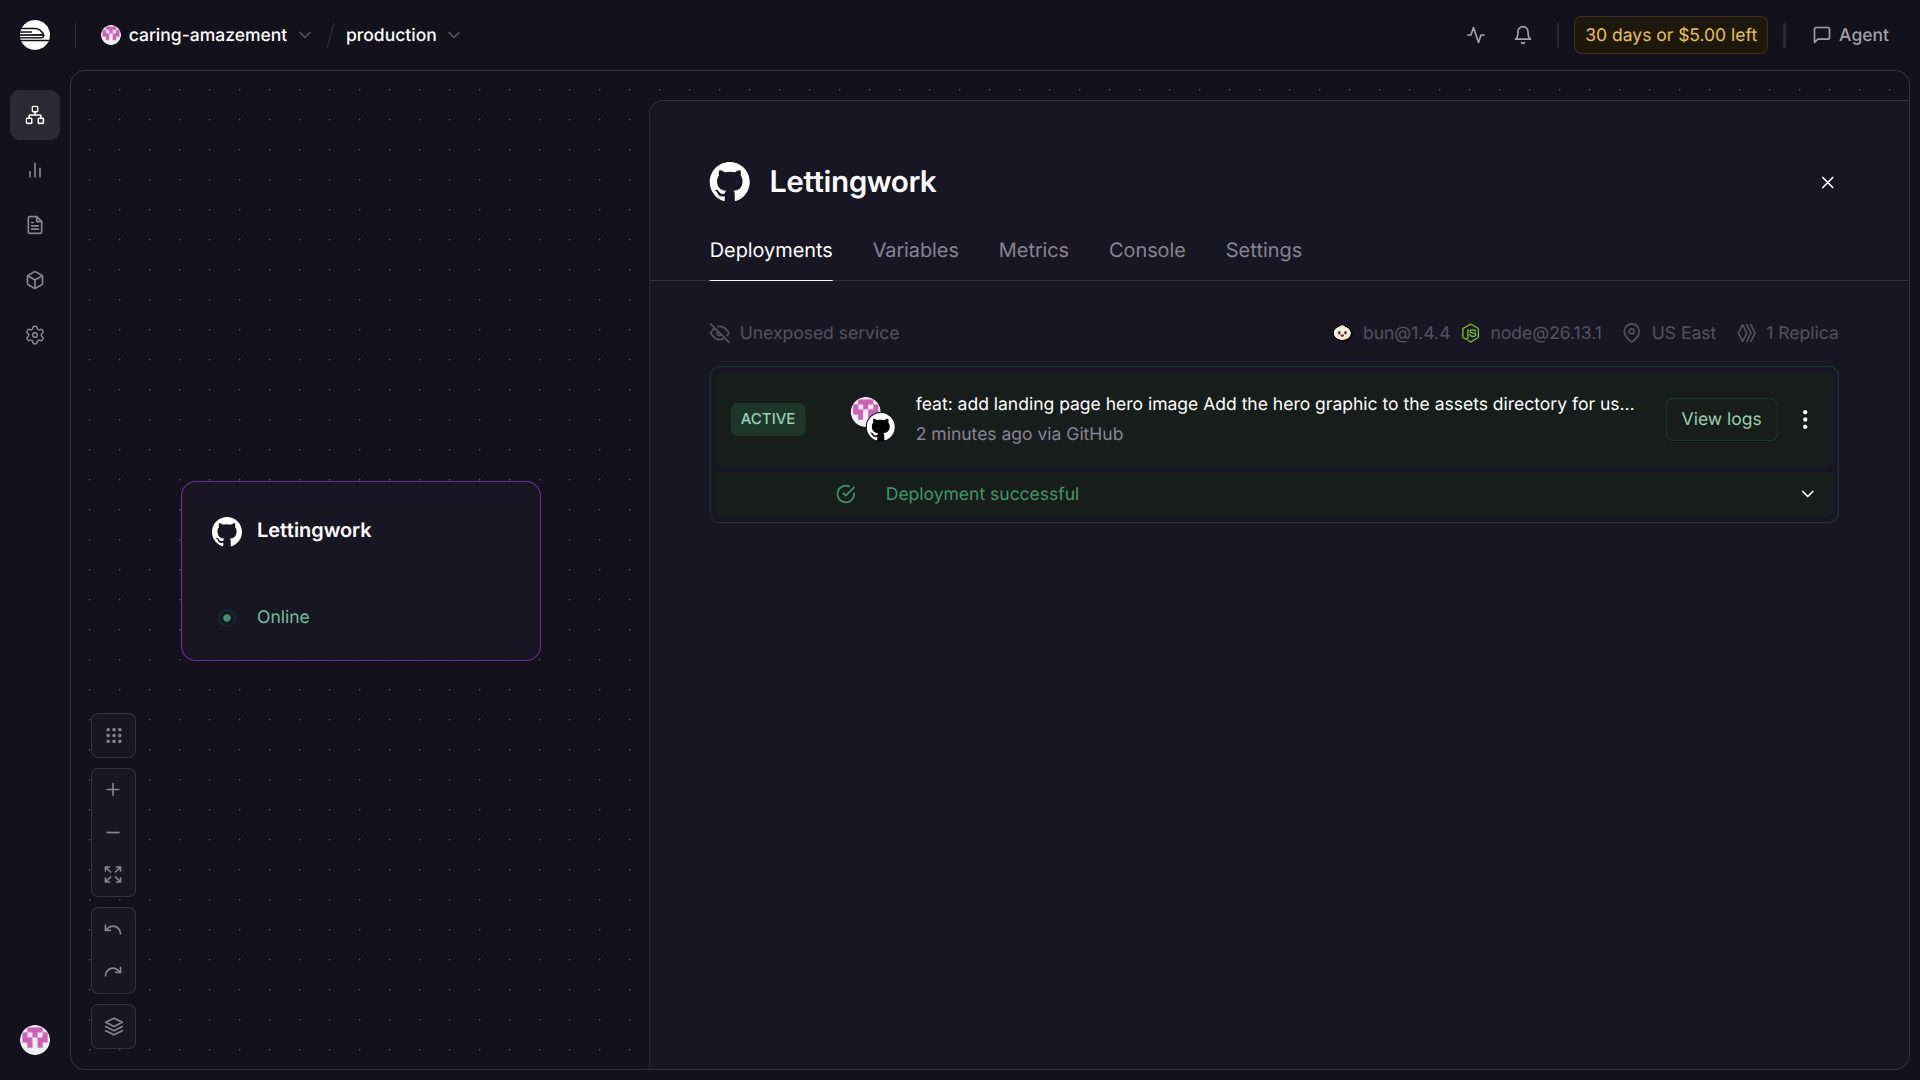 caring-amazement
production
30 days or $5.00 left
Agent
Lettingwork
Deployments
Variables
Metrics
Console
Settings
Unexposed service
bun@1.4.4
node@26.13.1
US East
1 Replica
ACTIVE
feat: add landing page hero image Add the hero graphic to the assets directory for us...
2 minutes ago via GitHub
View logs
Deployment successful
Lettingwork
Online